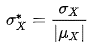 σ*_X = σ_X / |μ_X|